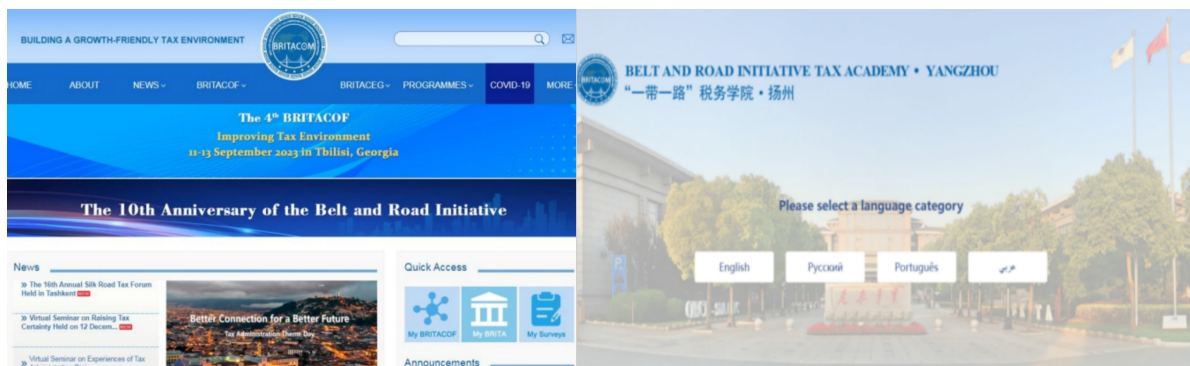 BUILDING A GROWTH-FRIENDLY TAX ENVIRONMENT
BRITACOM
HOME ABOUT NEWS BRITACOF BRITACEG PROGRAMMES COVID-19 MORE
The 4th BRITACOF
Improving Tax Environment
11-13 September 2023 in Tbilisi, Georgia
The 10th Anniversary of the Belt and Road Initiative
News
» The 16th Annual Silk Road Tax Forum
Held in Tashkent NEW
» Virtual Seminar on Raising Tax
Certainty Held on 12 Decem... NEW
» Virtual Seminar on Experiences of Tax
Better Connection for a Better Future
Tax Administration Theme Day
Quick Access
My BRITACOF My BRITA My Surveys
Announcements
BRITACOM
BELT AND ROAD INITIATIVE TAX ACADEMY • YANGZHOU
“一带一路”税务学院·扬州
Please select a language category
English Русский Português عربي